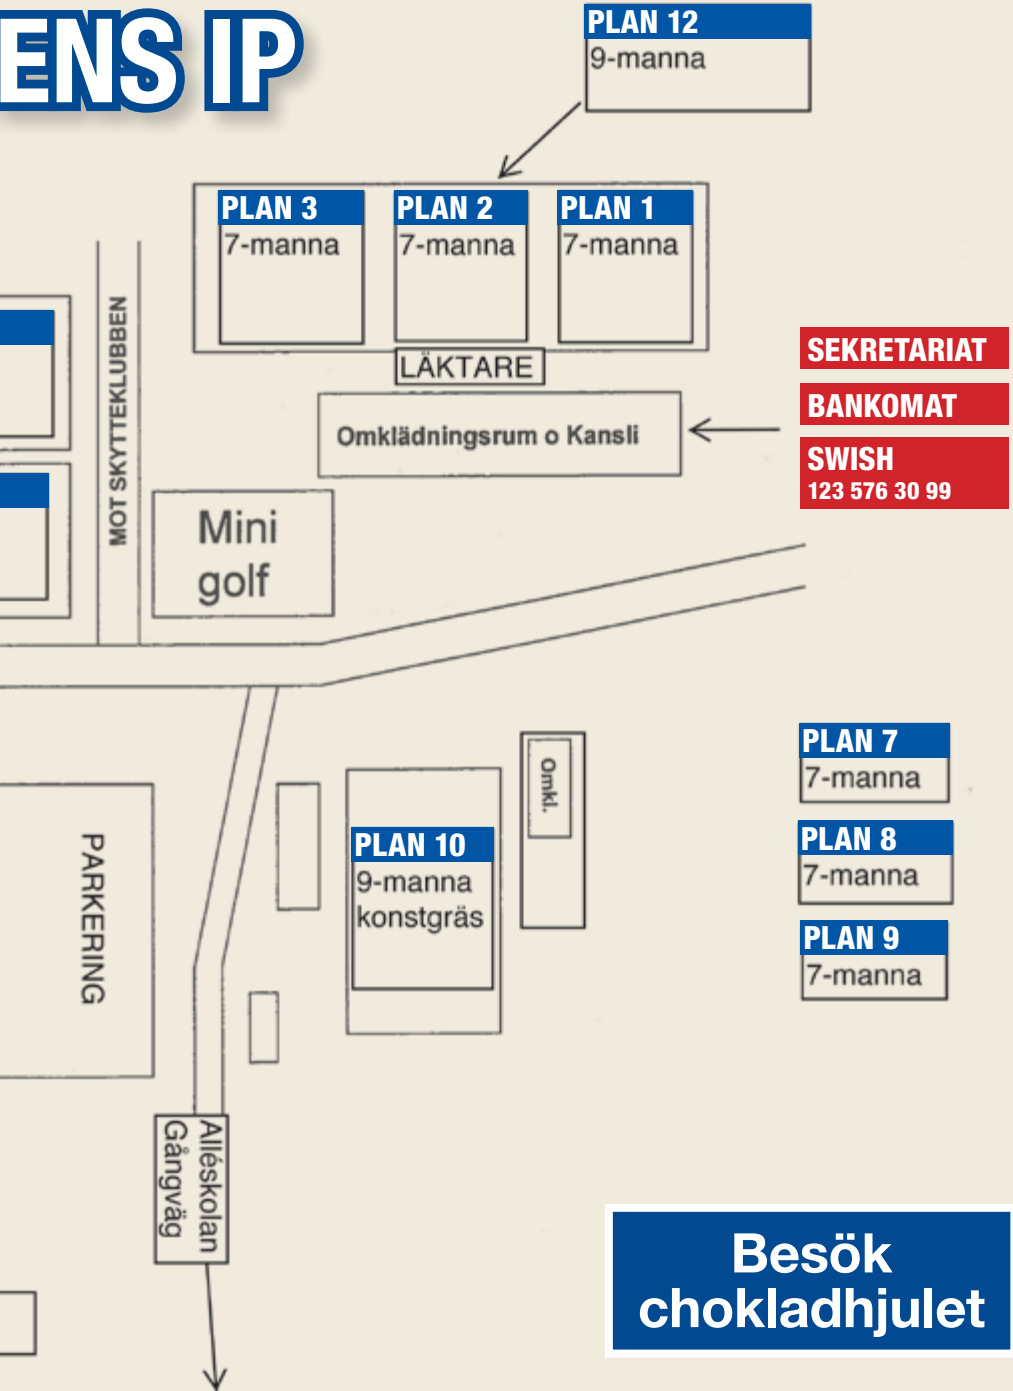 ENS IP
PLAN 12
9-manna
PLAN 3
7-manna
PLAN 2
7-manna
PLAN 1
7-manna
LÄKTARE
Omklädningsrum o Kansli
SEKRETARIAT
BANKOMAT
SWISH
123 576 30 99
MOT SKYTTEKLUBBEN
Mini
golf
PARKERING
PLAN 10
9-manna
konstgräs
Omkl.
PLAN 7
7-manna
PLAN 8
7-manna
PLAN 9
7-manna
Alléskolan
Gångväg
Besök
chokladhjulet